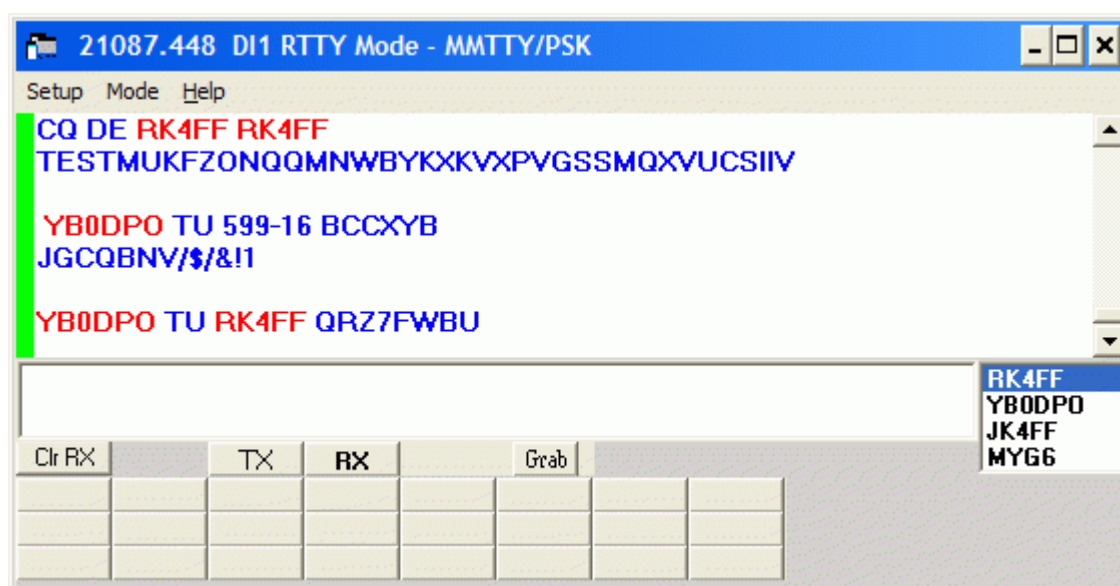 21087.448 DI1 RTTY Mode - MMTTY/PSK
Setup Mode Help
CQ DE RK4FF RK4FF
TESTMUKFZONQQMNWBYKXKVXPVGSSMQXVUCSIIV
YB0DPO TU 599-16 BCCXYB
JGCQBNV/$/&!1
YB0DPO TU RK4FF QRZ7FWBU
RK4FF
YB0DPO
JK4FF
MYG6
Clr RX TX RX Grab